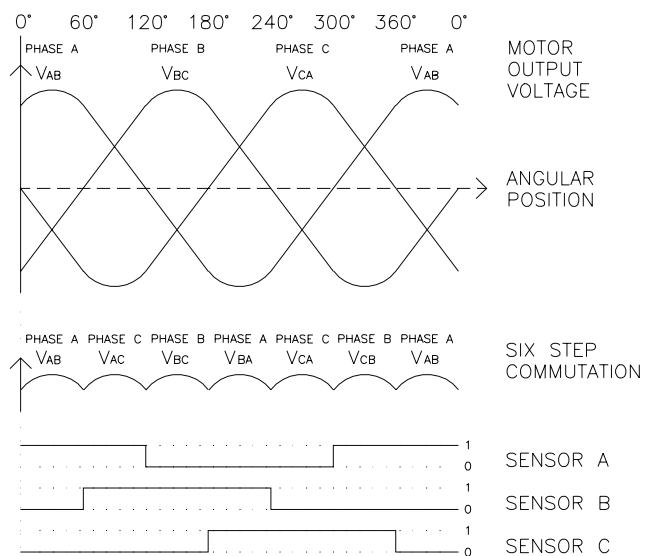 0° 60° 120° 180° 240° 300° 360° 0°
PHASE A PHASE B PHASE C PHASE A
VAB VBC VCA VAB
MOTOR
OUTPUT
VOLTAGE
ANGULAR
POSITION
PHASE A PHASE C PHASE B PHASE A PHASE C PHASE B PHASE A
VAB VAC VBC VBA VCA VCB VAB
SIX STEP
COMMUTATION
1
0
SENSOR A
1
0
SENSOR B
1
0
SENSOR C